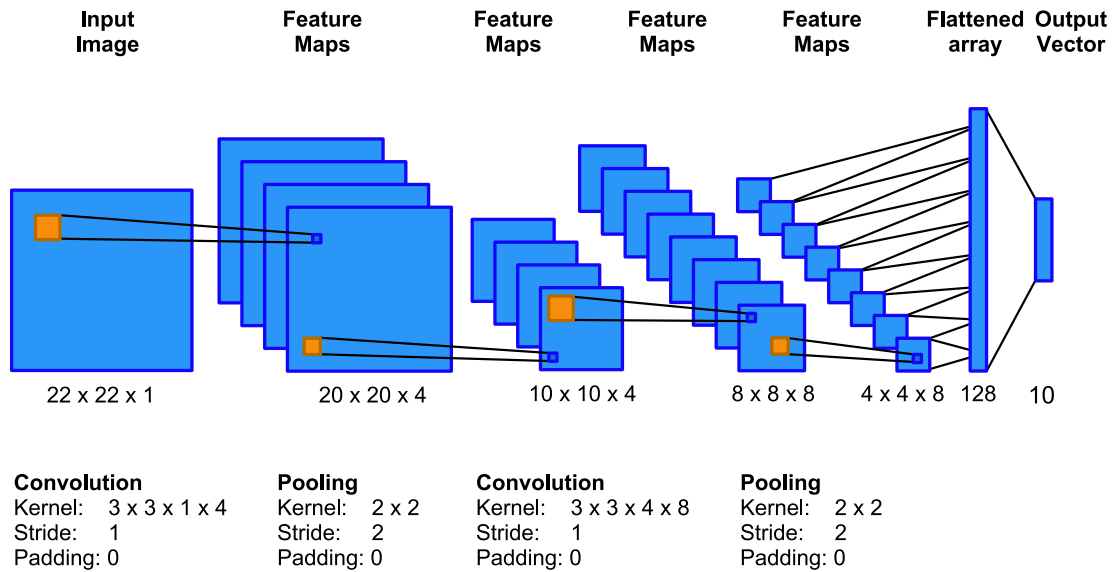 Input
Image
Feature
Maps
Feature
Maps
Feature
Maps
Feature
Maps
Flattened
array
Output
Vector
22 x 22 x 1
20 x 20 x 4
10 x 10 x 4
8 x 8 x 8
4 x 4 x 8
128
10
Convolution
Kernel: 3 x 3 x 1 x 4
Stride: 1
Padding: 0
Pooling
Kernel: 2 x 2
Stride: 2
Padding: 0
Convolution
Kernel: 3 x 3 x 4 x 8
Stride: 1
Padding: 0
Pooling
Kernel: 2 x 2
Stride: 2
Padding: 0